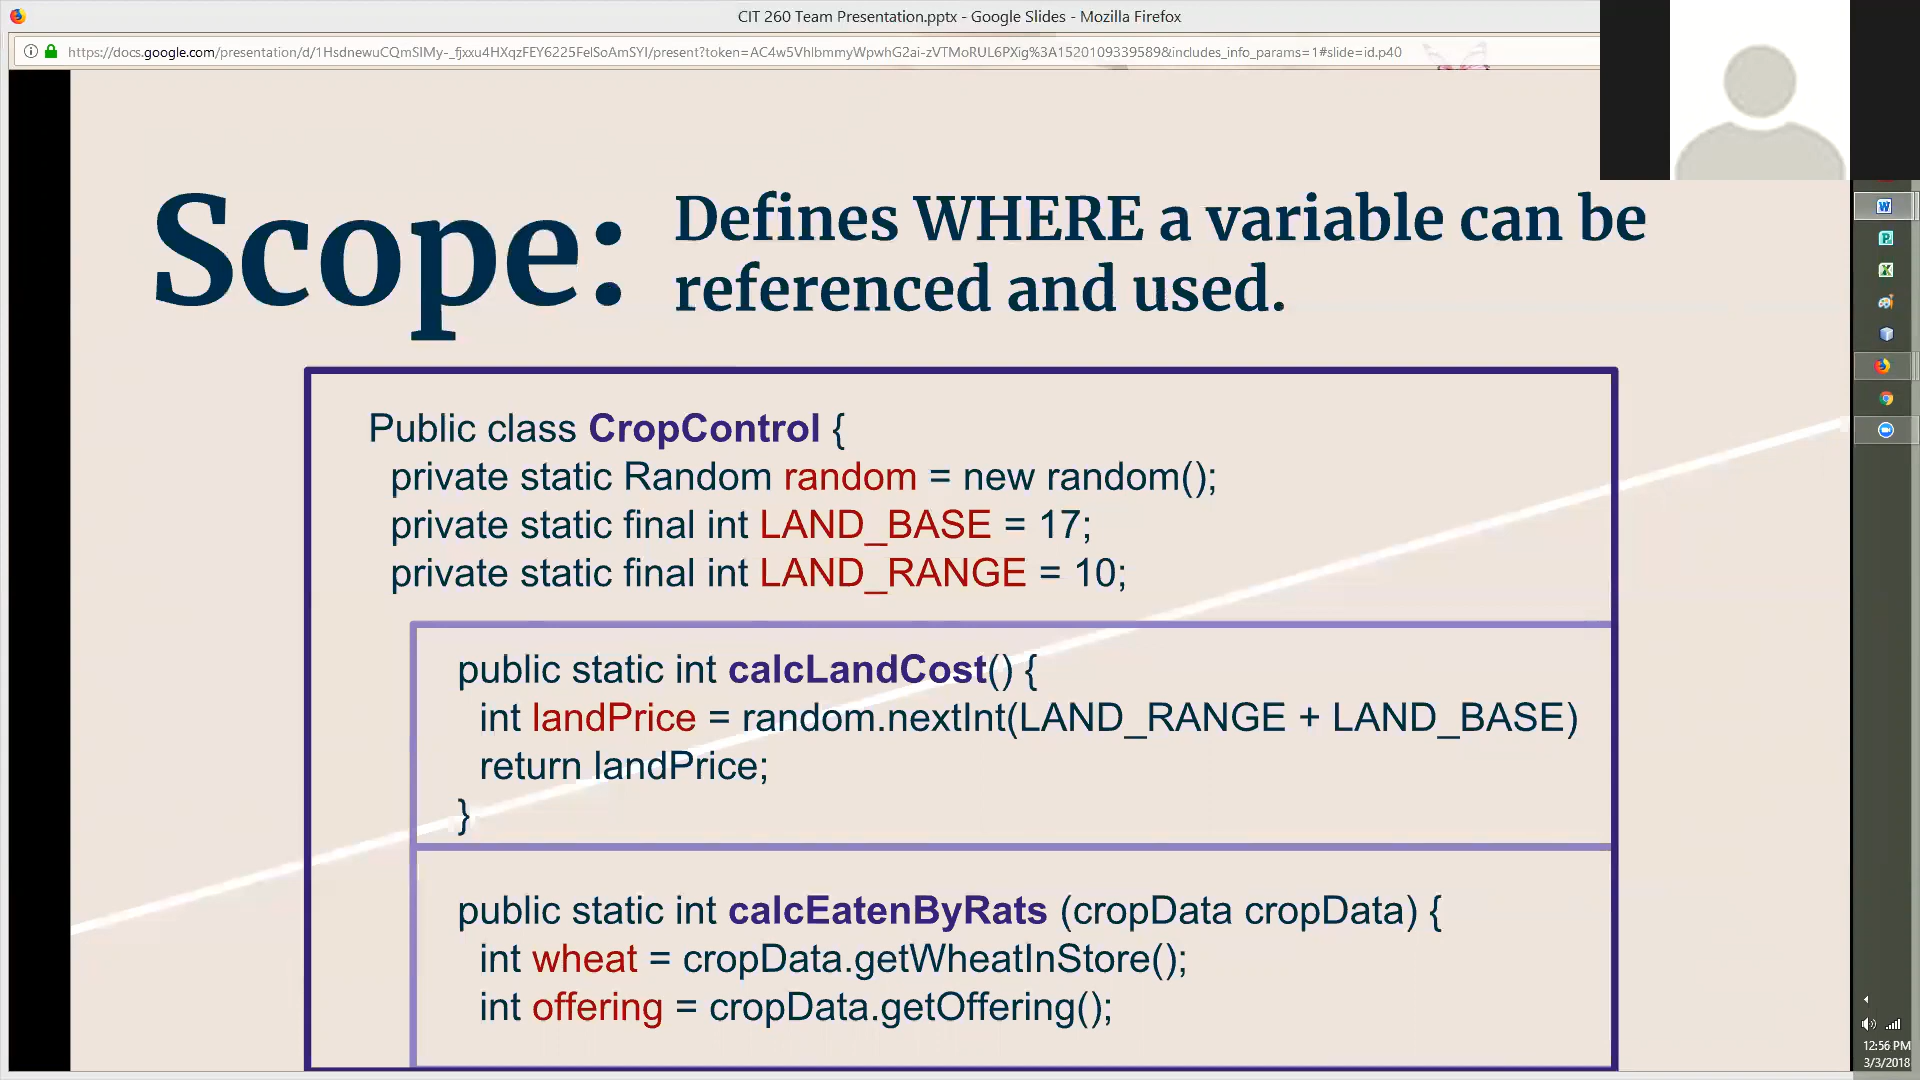 CIT 260 Team Presentation.pptx - Google Slides - Mozilla Firefox
https://docs.google.com/presentation/d/1HsdnewuCQmSIMy-_fjxxu4HXqzFEY6225FelSoAmSYI/present?token=AC4w5VhlbmmyWpwhG2ai-zVTMoRUL6PXig%3A1520109339589&includes_info_params=1#slide=id.p40
Scope: Defines WHERE a variable can be
referenced and used.
Public class CropControl {
private static Random random = new random();
private static final int LAND_BASE = 17;
private static final int LAND_RANGE = 10;
public static int calcLandCost() {
int landPrice = random.nextInt(LAND_RANGE + LAND_BASE)
return landPrice;
}
public static int calcEatenByRats (cropData cropData) {
int wheat = cropData.getWheatInStore();
int offering = cropData.getOffering();
12:56 PM
3/3/2018